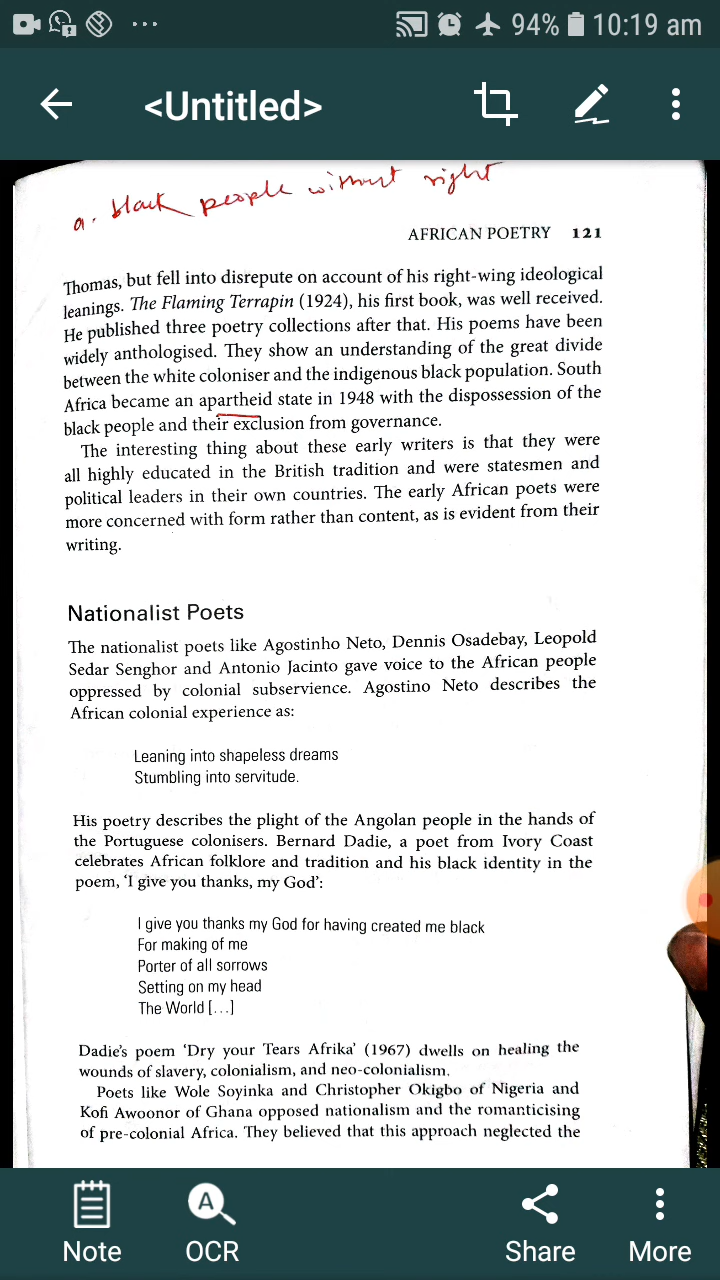 94% 10:19 am
<Untitled>
a. black people without right
AFRICAN POETRY 121
Thomas, but fell into disrepute on account of his right-wing ideological
leanings. The Flaming Terrapin (1924), his first book, was well received.
He published three poetry collections after that. His poems have been
widely anthologised. They show an understanding of the great divide
between the white coloniser and the indigenous black population. South
Africa became an apartheid state in 1948 with the dispossession of the
black people and their exclusion from governance.
The interesting thing about these early writers is that they were
all highly educated in the British tradition and were statesmen and
political leaders in their own countries. The early African poets were
more concerned with form rather than content, as is evident from their
writing.
Nationalist Poets
The nationalist poets like Agostinho Neto, Dennis Osadebay, Leopold
Sedar Senghor and Antonio Jacinto gave voice to the African people
oppressed by colonial subservience. Agostino Neto describes the
African colonial experience as:
Leaning into shapeless dreams
Stumbling into servitude.
His poetry describes the plight of the Angolan people in the hands of
the Portuguese colonisers. Bernard Dadie, a poet from Ivory Coast
celebrates African folklore and tradition and his black identity in the
poem, ‘I give you thanks, my God’:
I give you thanks my God for having created me black
For making of me
Porter of all sorrows
Setting on my head
The World [...]
Dadie’s poem ‘Dry your Tears Afrika’ (1967) dwells on healing the
wounds of slavery, colonialism, and neo-colonialism.
Poets like Wole Soyinka and Christopher Okigbo of Nigeria and
Kofi Awoonor of Ghana opposed nationalism and the romanticising
of pre-colonial Africa. They believed that this approach neglected the
A
Note OCR Share More